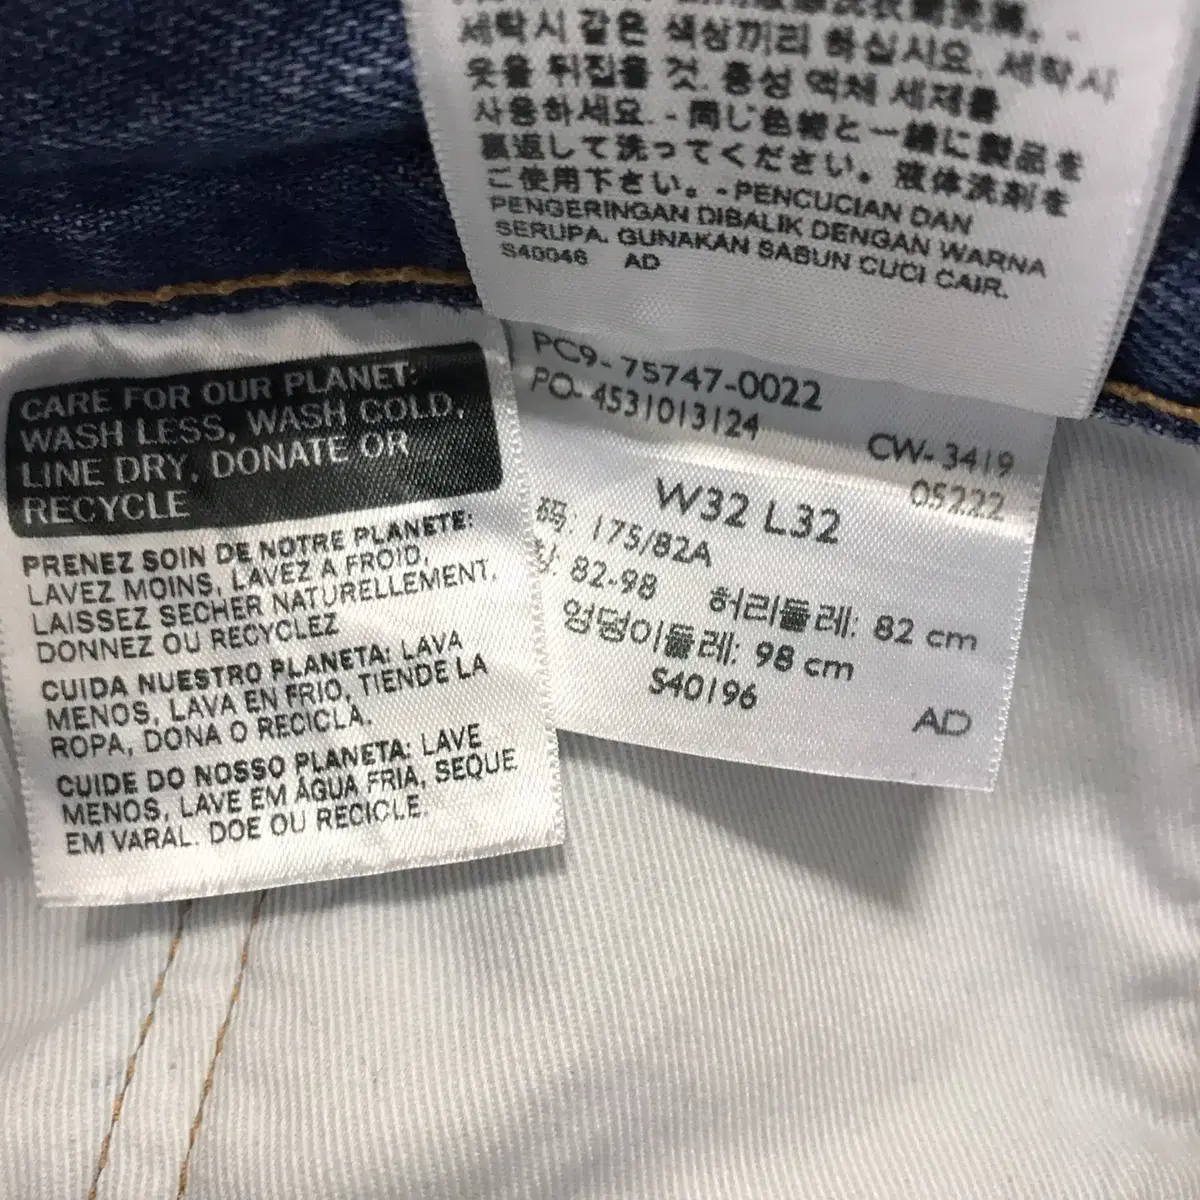 세탁시 같은 색상끼리 하십시오. 세탁시
옷을 뒤집을 것. 중성 액체 세제를
사용하세요. - 同じ色物と一緒に製品を
裏返して洗ってください。液体洗剤を
ご使用下さい。- PENCUCIAN DAN
PENGERINGAN DIBALIK DENGAN WARNA
SERUPA. GUNAKAN SABUN CUCI CAIR.
S40046 AD
PC9-75747-0022
PO-4531013124
CW-3419
05222
W32 L32
码: 175/82A
82-98 허리둘레: 82 cm
엉덩이둘레: 98 cm
S40196
AD
CARE FOR OUR PLANET:
WASH LESS, WASH COLD,
LINE DRY, DONATE OR
RECYCLE
PRENEZ SOIN DE NOTRE PLANETE:
LAVEZ MOINS, LAVEZ A FROID,
LAISSEZ SECHER NATURELLEMENT,
DONNEZ OU RECYCLEZ
CUIDA NUESTRO PLANETA: LAVA
MENOS, LAVA EN FRIO, TIENDE LA
ROPA, DONA O RECICLA.
CUIDE DO NOSSO PLANETA: LAVE
MENOS, LAVE EM ÁGUA FRIA, SEQUE
EM VARAL. DOE OU RECICLE.